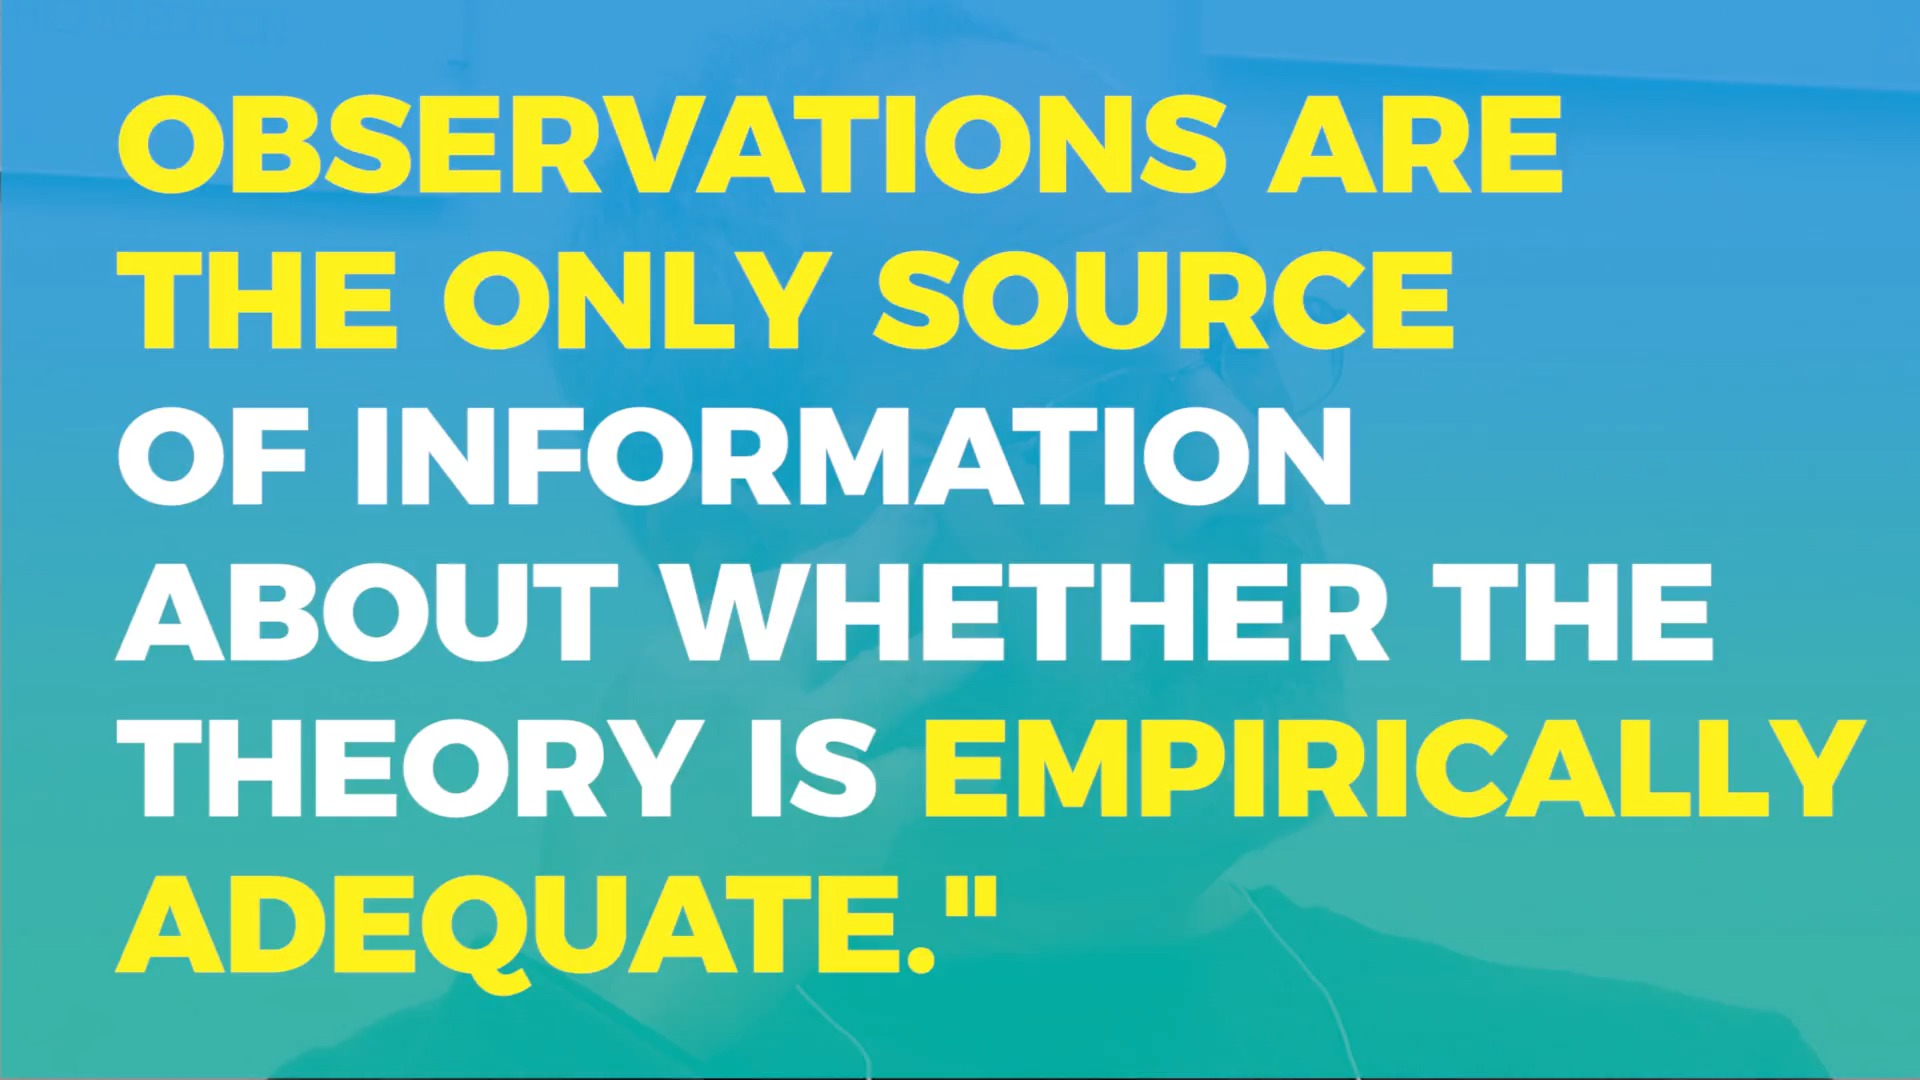 OBSERVATIONS ARE
THE ONLY SOURCE
OF INFORMATION
ABOUT WHETHER THE
THEORY IS EMPIRICALLY
ADEQUATE."